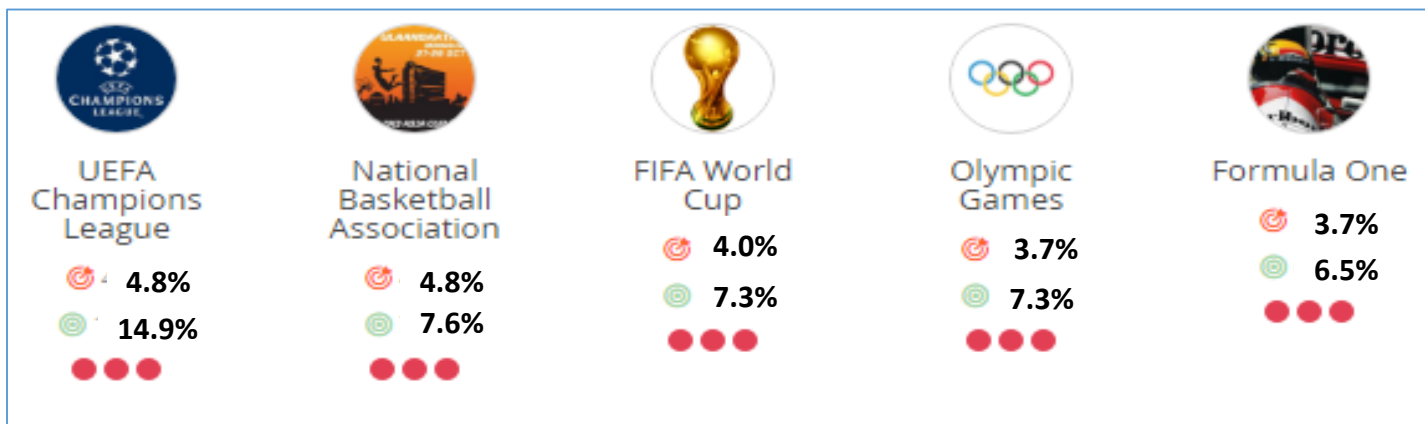 UEFA
CHAMPIONS
LEAGUE
UEFA
Champions
League
4.8%
14.9%
National
Basketball
Association
4.8%
7.6%
FIFA World
Cup
4.0%
7.3%
Olympic
Games
3.7%
7.3%
Formula One
3.7%
6.5%